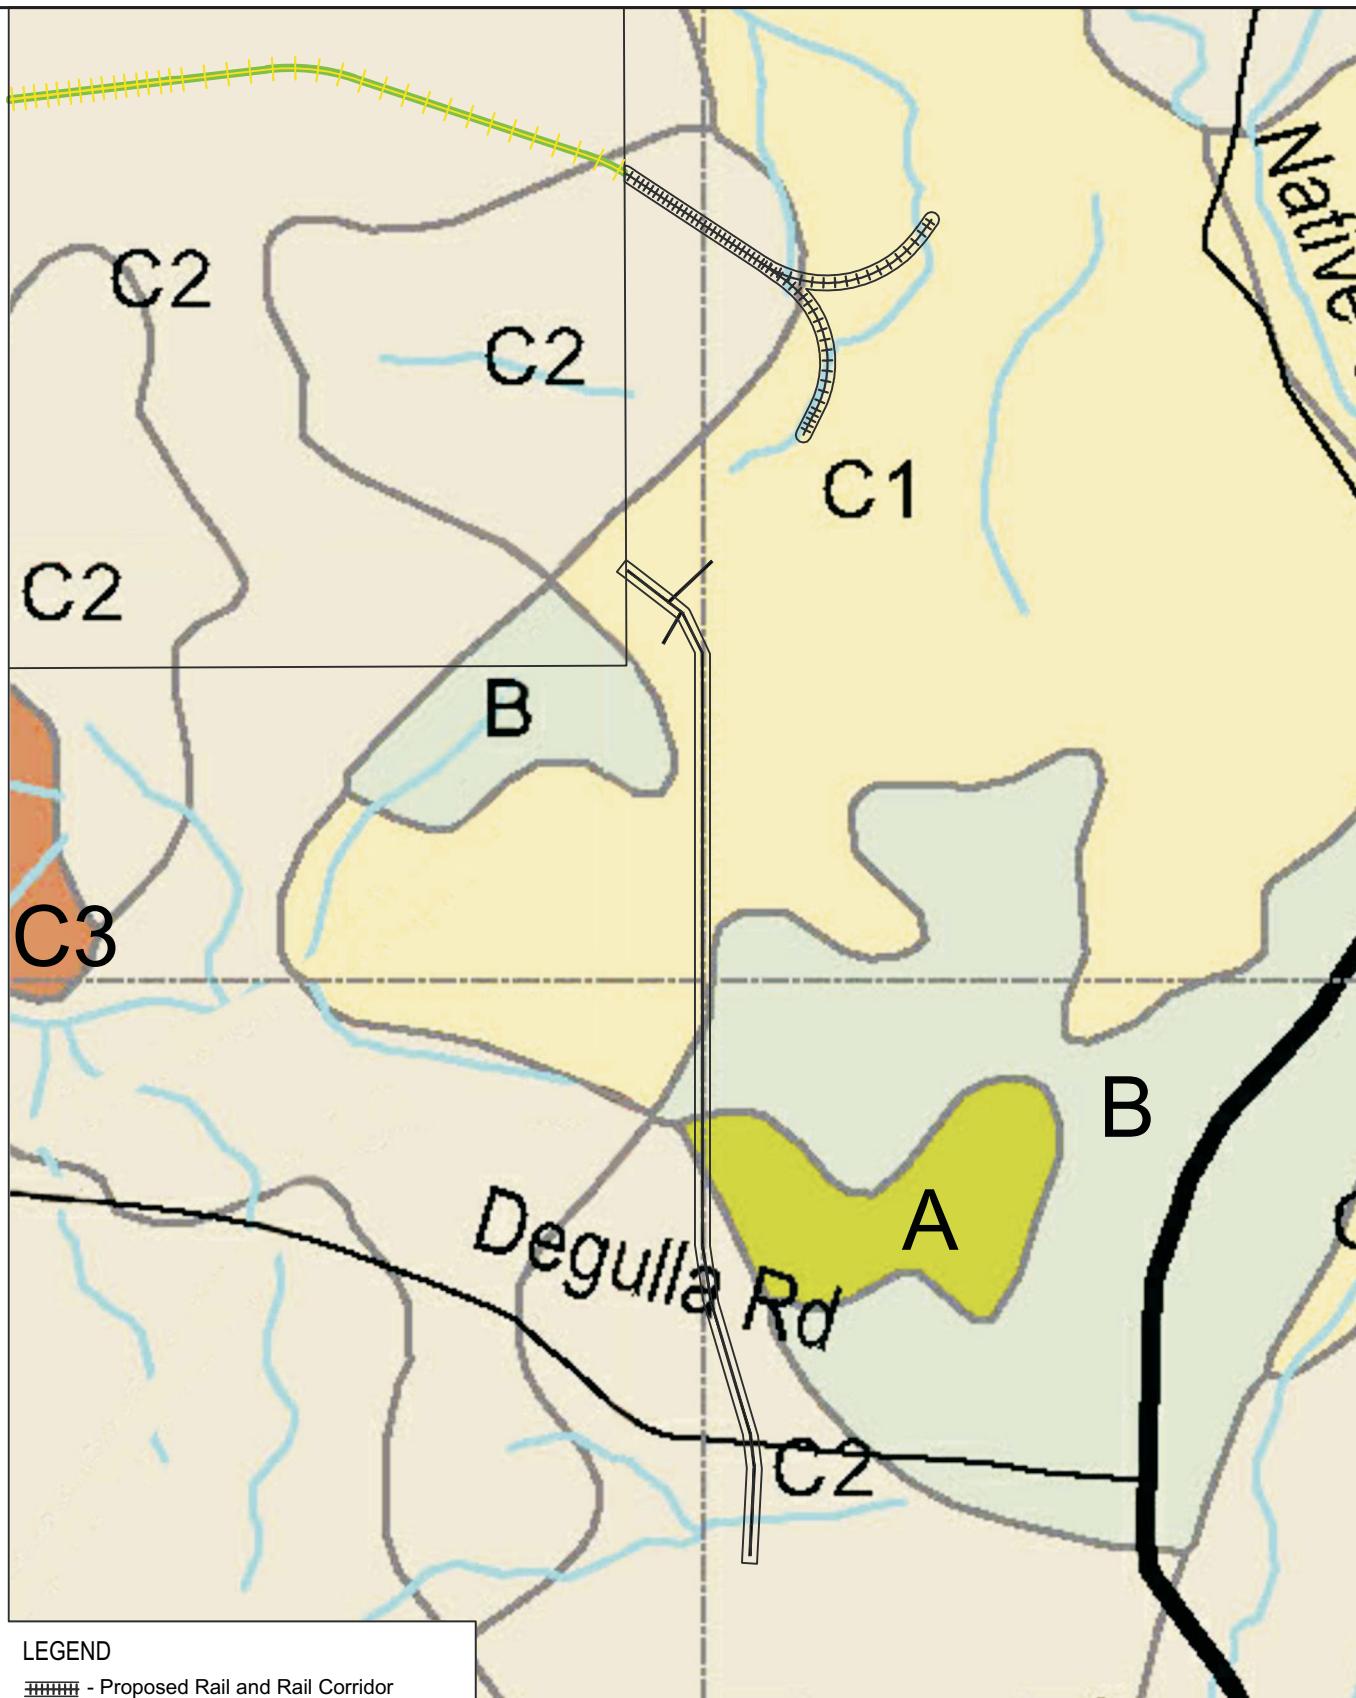 Native
C2
C2
C1
C2
B
C3
B
A
Degulla Rd
C2
LEGEND
- Proposed Rail and Rail Corridor